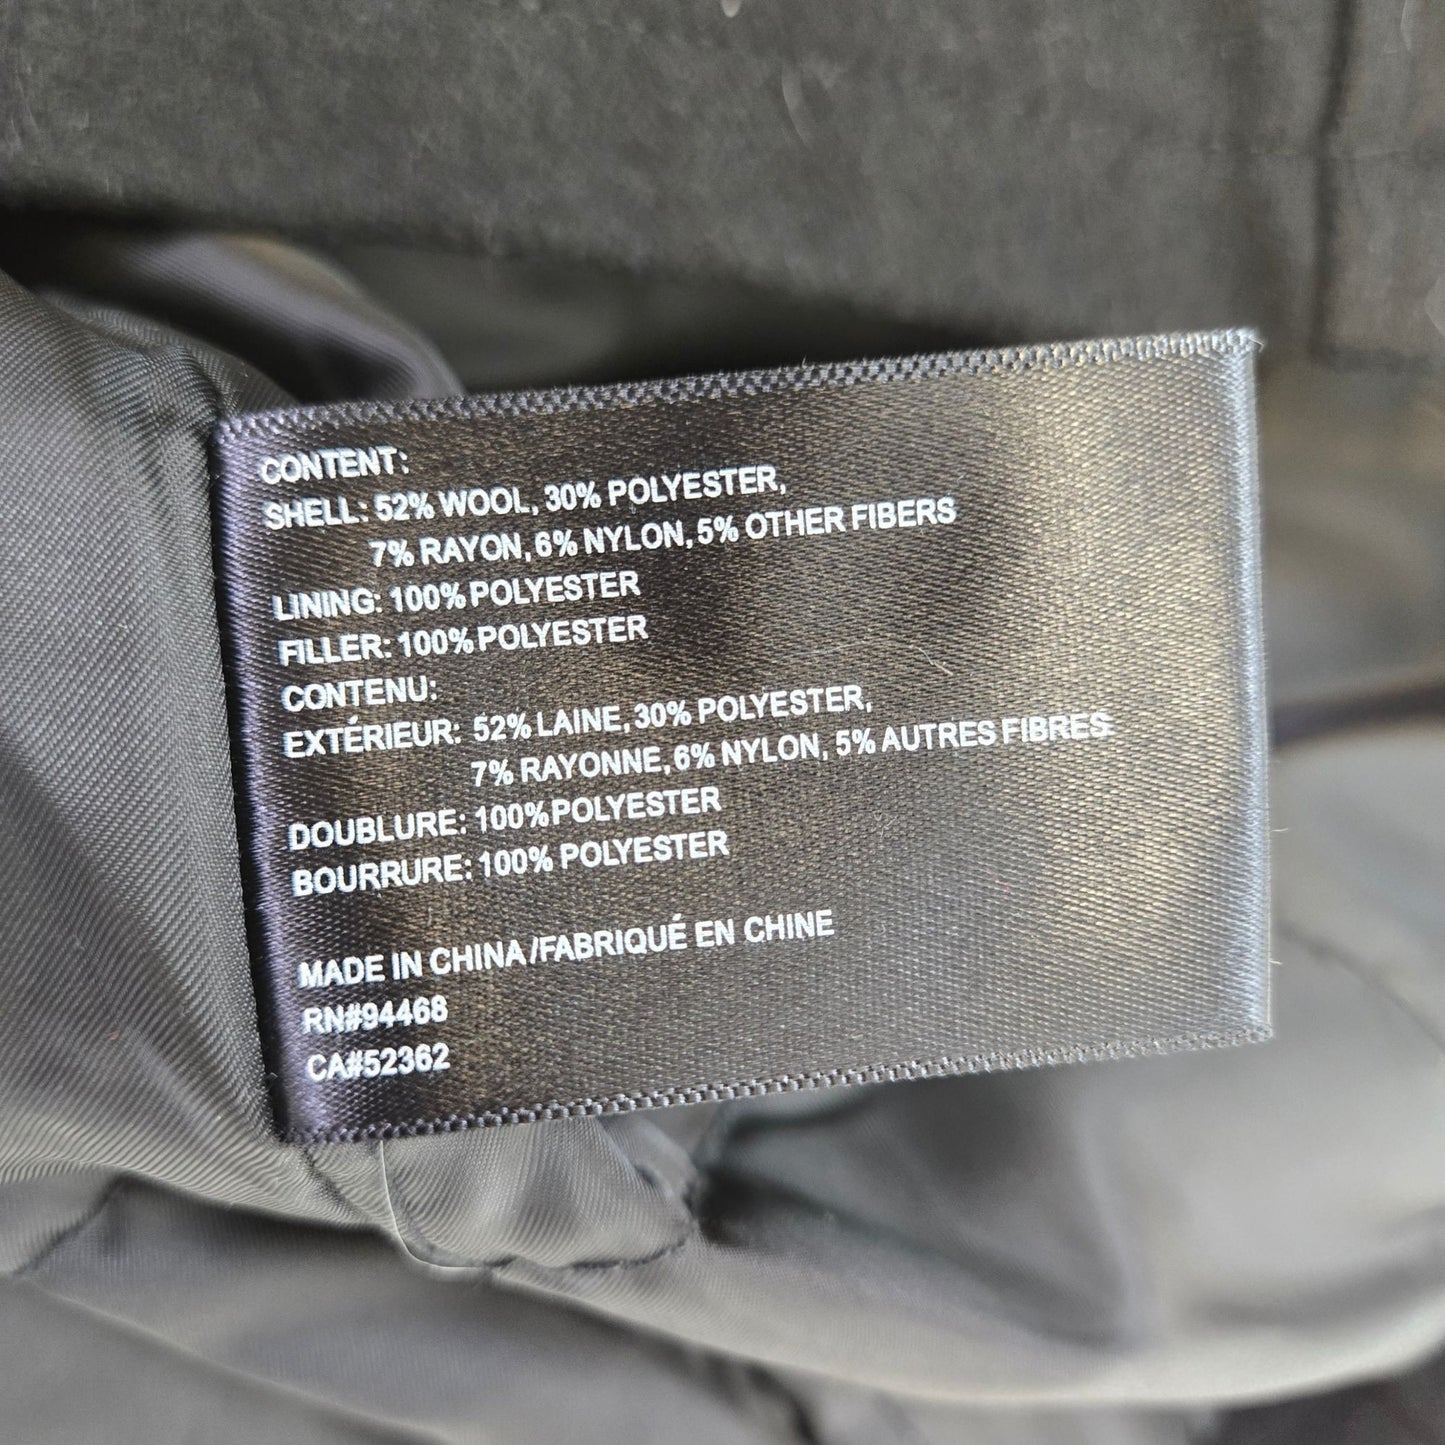 CONTENT:
SHELL: 52% WOOL, 30% POLYESTER,
7% RAYON, 6% NYLON, 5% OTHER FIBERS
LINING: 100% POLYESTER
FILLER: 100% POLYESTER
CONTENU:
EXTÉRIEUR: 52% LAINE, 30% POLYESTER,
7% RAYONNE, 6% NYLON, 5% AUTRES FIBRES
DOUBLURE: 100% POLYESTER
BOURRURE: 100% POLYESTER
MADE IN CHINA /FABRIQUÉ EN CHINE
RN#94468
CA#52362